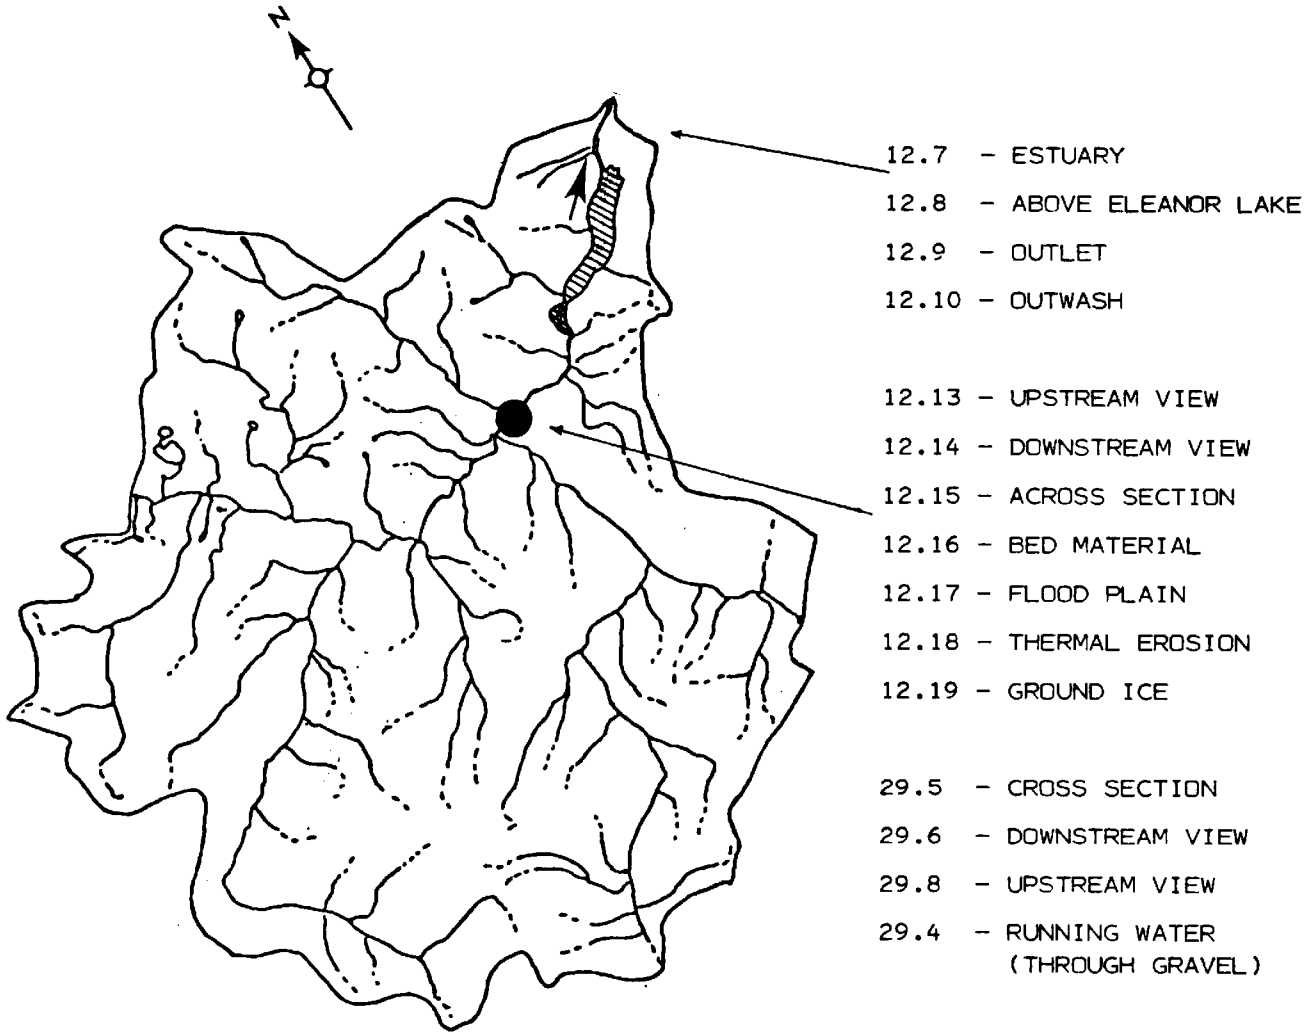 N
12.7 - ESTUARY
12.8 - ABOVE ELEANOR LAKE
12.9 - OUTLET
12.10 - OUTWASH
12.13 - UPSTREAM VIEW
12.14 - DOWNSTREAM VIEW
12.15 - ACROSS SECTION
12.16 - BED MATERIAL
12.17 - FLOOD PLAIN
12.18 - THERMAL EROSION
12.19 - GROUND ICE
29.5 - CROSS SECTION
29.6 - DOWNSTREAM VIEW
29.8 - UPSTREAM VIEW
29.4 - RUNNING WATER
(THROUGH GRAVEL)